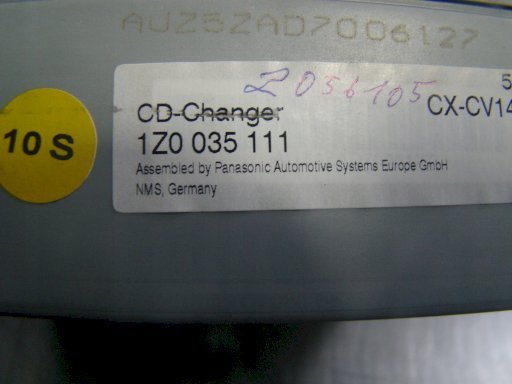 AUZ5ZAD7006127
2056105
5
CD-Changer
CX-CV14
1Z0 035 111
Assembled by Panasonic Automotive Systems Europe GmbH
NMS, Germany
10 S